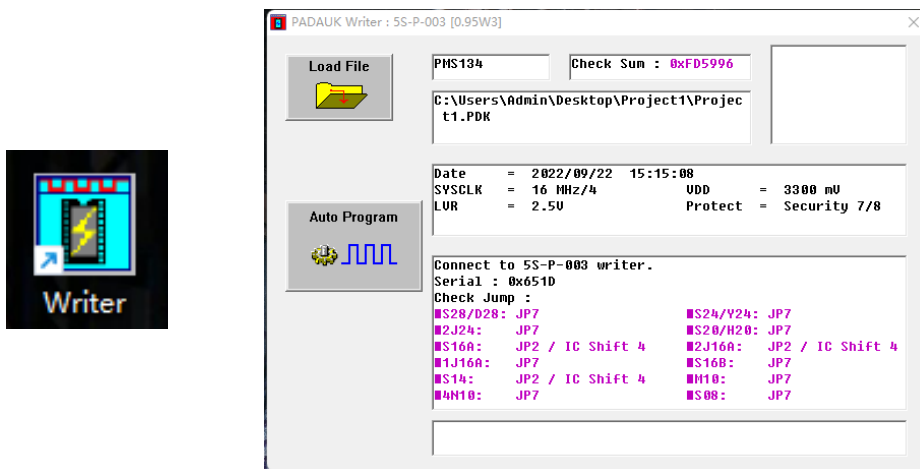 Writer
PADAUK Writer : 5S-P-003 [0.95W3]
Load File
PMS134
Check Sum : 0xFD5996
C:\Users\Admin\Desktop\Project1\Projec
t1.PDK
Date = 2022/09/22 15:15:08
SYSCLK = 16 MHz/4 VDD = 3300 mV
LVR = 2.5V Protect = Security 7/8
Auto Program
Connect to 5S-P-003 writer.
Serial : 0x651D
Check Jump :
■S28/D28: JP7 ■S24/Y24: JP7
■2J24: JP7 ■S20/H20: JP7
■S16A: JP2 / IC Shift 4 ■2J16A: JP2 / IC Shift 4
■1J16A: JP7 ■S16B: JP7
■S14: JP2 / IC Shift 4 ■M10: JP7
■4N10: JP7 ■S08: JP7